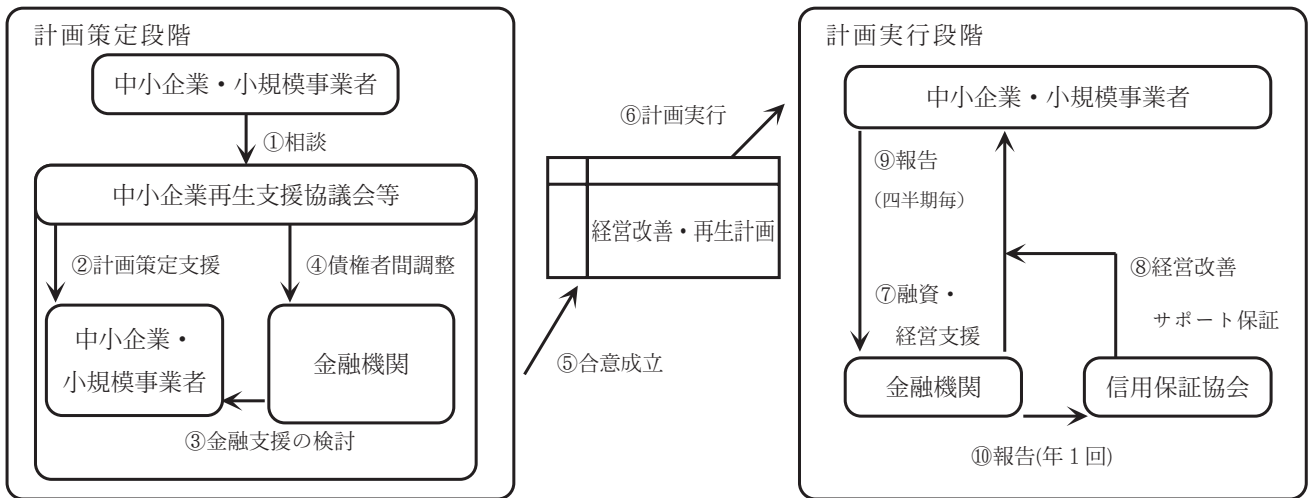 計画策定段階
中小企業・小規模事業者
①相談
中小企業再生支援協議会等
②計画策定支援
④債権者間調整
中小企業・
小規模事業者
金融機関
③金融支援の検討
⑤合意成立
経営改善・再生計画
⑥計画実行
計画実行段階
中小企業・小規模事業者
⑨報告
(四半期毎)
⑦融資・
経営支援
⑧経営改善
サポート保証
金融機関
信用保証協会
⑩報告(年1回)